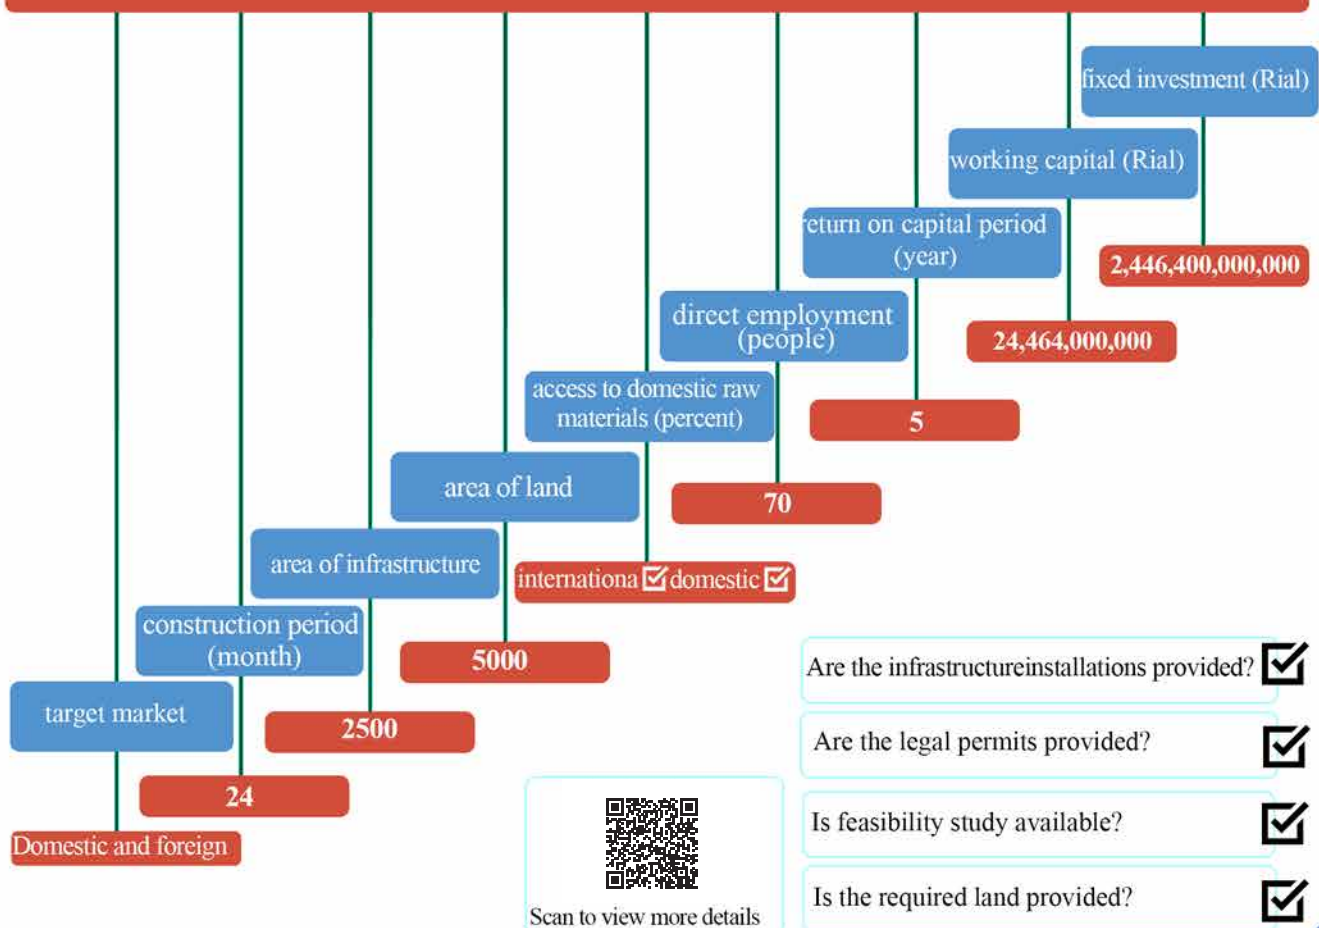 fixed investment (Rial)
2,446,400,000,000
working capital (Rial)
24,464,000,000
return on capital period
(year)
5
direct employment
(people)
70
access to domestic raw
materials (percent)
internationa domestic
area of land
5000
area of infrastructure
2500
construction period
(month)
24
target market
Domestic and foreign
Are the infrastructureinstallations provided?
Are the legal permits provided?
Is feasibility study available?
Is the required land provided?
Scan to view more details